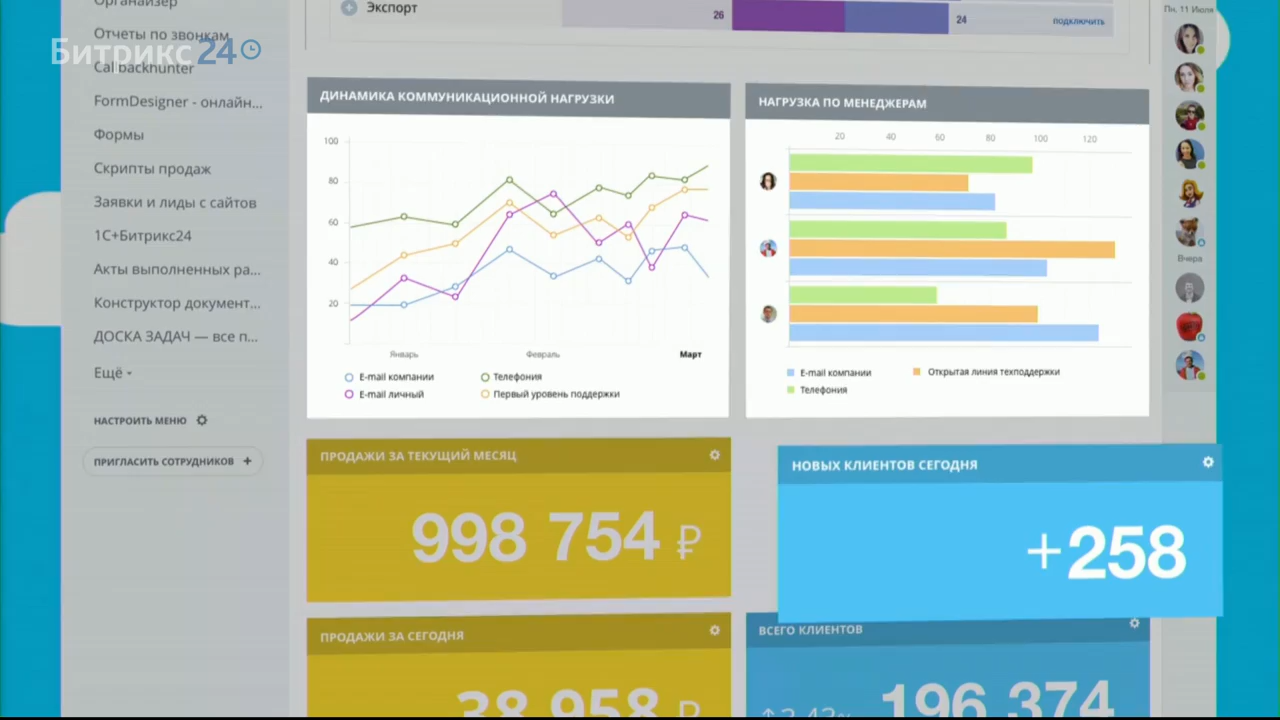 Органайзер
Отчеты по звонкам
Битрикс24
Callbackhunter
FormDesigner - онлайн...
Формы
Скрипты продаж
Заявки и лиды с сайтов
1С+Битрикс24
Акты выполненных ра...
Конструктор документ...
ДОСКА ЗАДАЧ — все п...
Ещё
НАСТРОИТЬ МЕНЮ
ПРИГЛАСИТЬ СОТРУДНИКОВ +
Экспорт
26
24
подключить
Пн, 11 Июля
Вчера
ДИНАМИКА КОММУНИКАЦИОННОЙ НАГРУЗКИ
100
80
60
40
20
Январь Февраль Март
E-mail компании Телефония
E-mail личный Первый уровень поддержки
НАГРУЗКА ПО МЕНЕДЖЕРАМ
20 40 60 80 100 120
E-mail компании Открытая линия техподдержки
Телефония
ПРОДАЖИ ЗА ТЕКУЩИЙ МЕСЯЦ
998 754 ₽
НОВЫХ КЛИЕНТОВ СЕГОДНЯ
+258
ПРОДАЖИ ЗА СЕГОДНЯ
38 958 ₽
ВСЕГО КЛИЕНТОВ
196 374